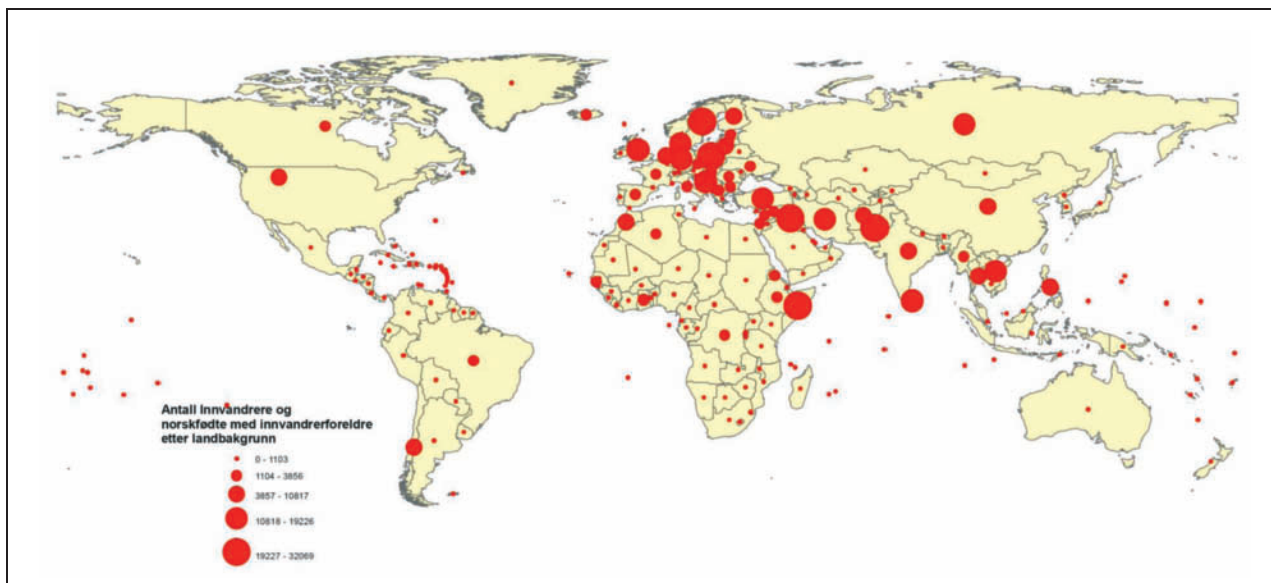 Antall Innvandrere og
norskfødte med innvandrerforeldre
etter landbakgrunn
0 - 1103
1104 - 3856
3857 - 10817
10818 - 19226
19227 - 32069